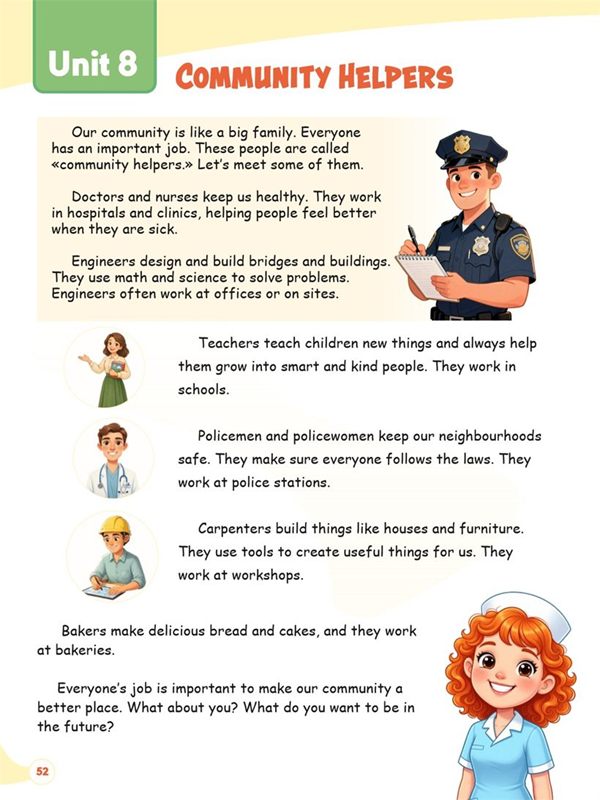 Unit 8
COMMUNITY HELPERS
Our community is like a big family. Everyone
has an important job. These people are called
«community helpers.» Let's meet some of them.
Doctors and nurses keep us healthy. They work
in hospitals and clinics, helping people feel better
when they are sick.
Engineers design and build bridges and buildings.
They use math and science to solve problems.
Engineers often work at offices or on sites.
Teachers teach children new things and always help
them grow into smart and kind people. They work in
schools.
Policemen and policewomen keep our neighbourhoods
safe. They make sure everyone follows the laws. They
work at police stations.
Carpenters build things like houses and furniture.
They use tools to create useful things for us. They
work at workshops.
Bakers make delicious bread and cakes, and they work
at bakeries.
Everyone's job is important to make our community a
better place. What about you? What do you want to be in
the future?
52